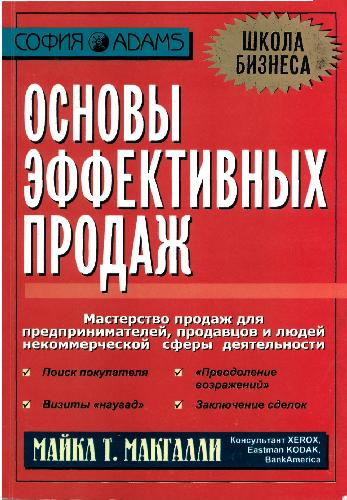 СОФИЯ ADAMS
ШКОЛА
БИЗНЕСА
ОСНОВЫ
ЭФФЕКТИВНЫХ
ПРОДАЖ
Мастерство продаж для
предпринимателей, продавцов и людей
некоммерческой сферы деятельности
Поиск покупателя
«Преодоление
возражений»
Визиты «наугад»
Заключение сделок
МАЙКЛ Т. МАКГАЛЛИ
Консультант XEROX,
Eastman KODAK,
BankAmerica